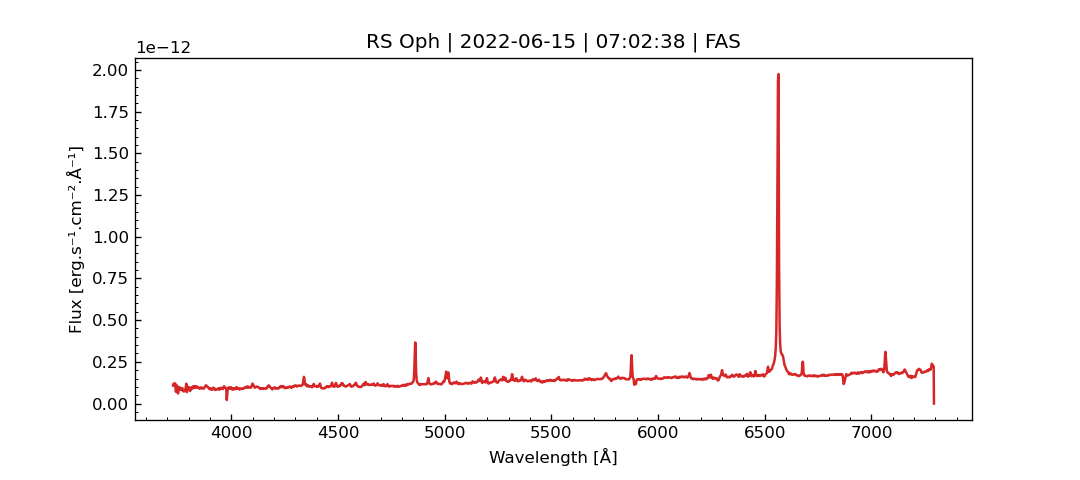 RS Oph | 2022-06-15 | 07:02:38 | FAS
1e−12
2.00
1.75
1.50
1.25
1.00
0.75
0.50
0.25
0.00
Flux [erg.s⁻¹.cm⁻².Å⁻¹]
4000 4500 5000 5500 6000 6500 7000
Wavelength [Å]